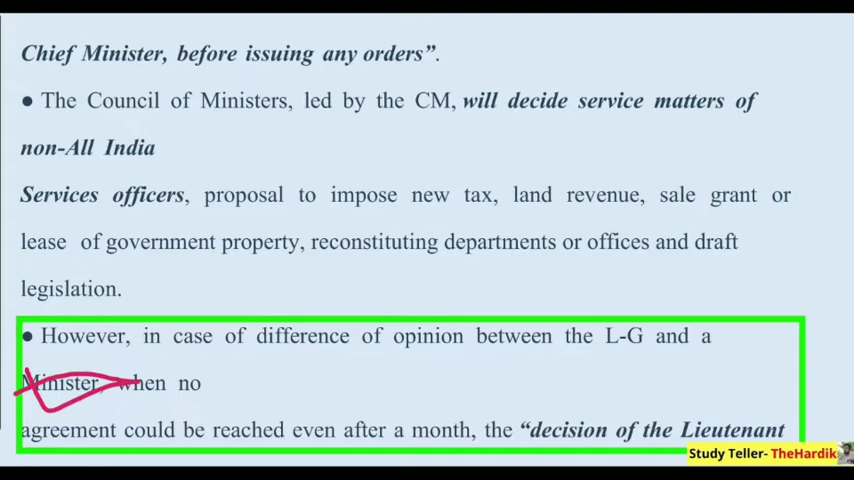 Chief Minister, before issuing any orders”.
● The Council of Ministers, led by the CM, will decide service matters of
non-All India
Services officers, proposal to impose new tax, land revenue, sale grant or
lease of government property, reconstituting departments or offices and draft
legislation.
● However, in case of difference of opinion between the L-G and a
Minister, when no
agreement could be reached even after a month, the “decision of the Lieutenant
Study Teller- TheHardik